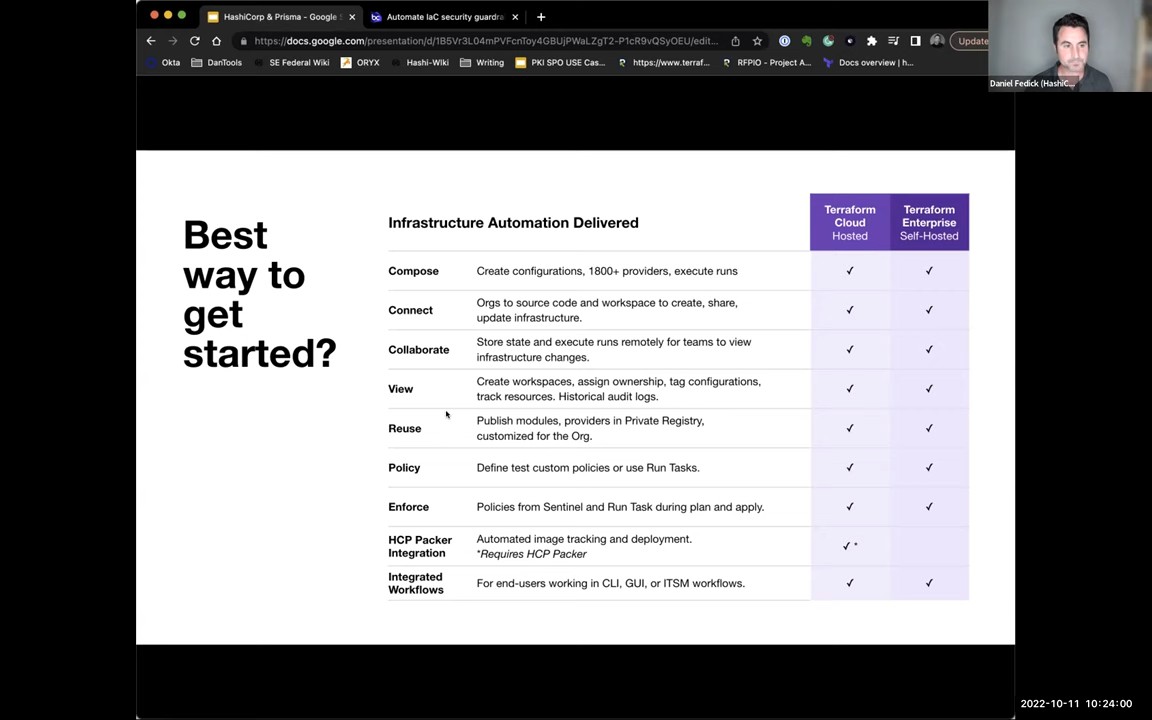 HashiCorp & Prisma - Google S
Automate IaC security guardra
https://docs.google.com/presentation/d/1B5Vr3L04mPVFcnToy4GBUjPWaLZgT2-P1cR9vQSyOEU/edit...
Update
Okta
DanTools
SE Federal Wiki
ORYX
Hashi-Wiki
Writing
PKI SPO USE Cas...
https://www.terraf...
RFPIO - Project A...
Docs overview | h...
Daniel Fedick (HashiC...
Best
way to
get
started?
Infrastructure Automation Delivered
Terraform
Cloud
Hosted
Terraform
Enterprise
Self-Hosted
Compose
Create configurations, 1800+ providers, execute runs
✓ ✓
Connect
Orgs to source code and workspace to create, share,
update infrastructure.
✓ ✓
Collaborate
Store state and execute runs remotely for teams to view
infrastructure changes.
✓ ✓
View
Create workspaces, assign ownership, tag configurations,
track resources. Historical audit logs.
✓ ✓
Reuse
Publish modules, providers in Private Registry,
customized for the Org.
✓ ✓
Policy
Define test custom policies or use Run Tasks.
✓ ✓
Enforce
Policies from Sentinel and Run Task during plan and apply.
✓ ✓
HCP Packer
Integration
Automated image tracking and deployment.
*Requires HCP Packer
✓ *
Integrated
Workflows
For end-users working in CLI, GUI, or ITSM workflows.
✓ ✓
2022-10-11 10:24:00